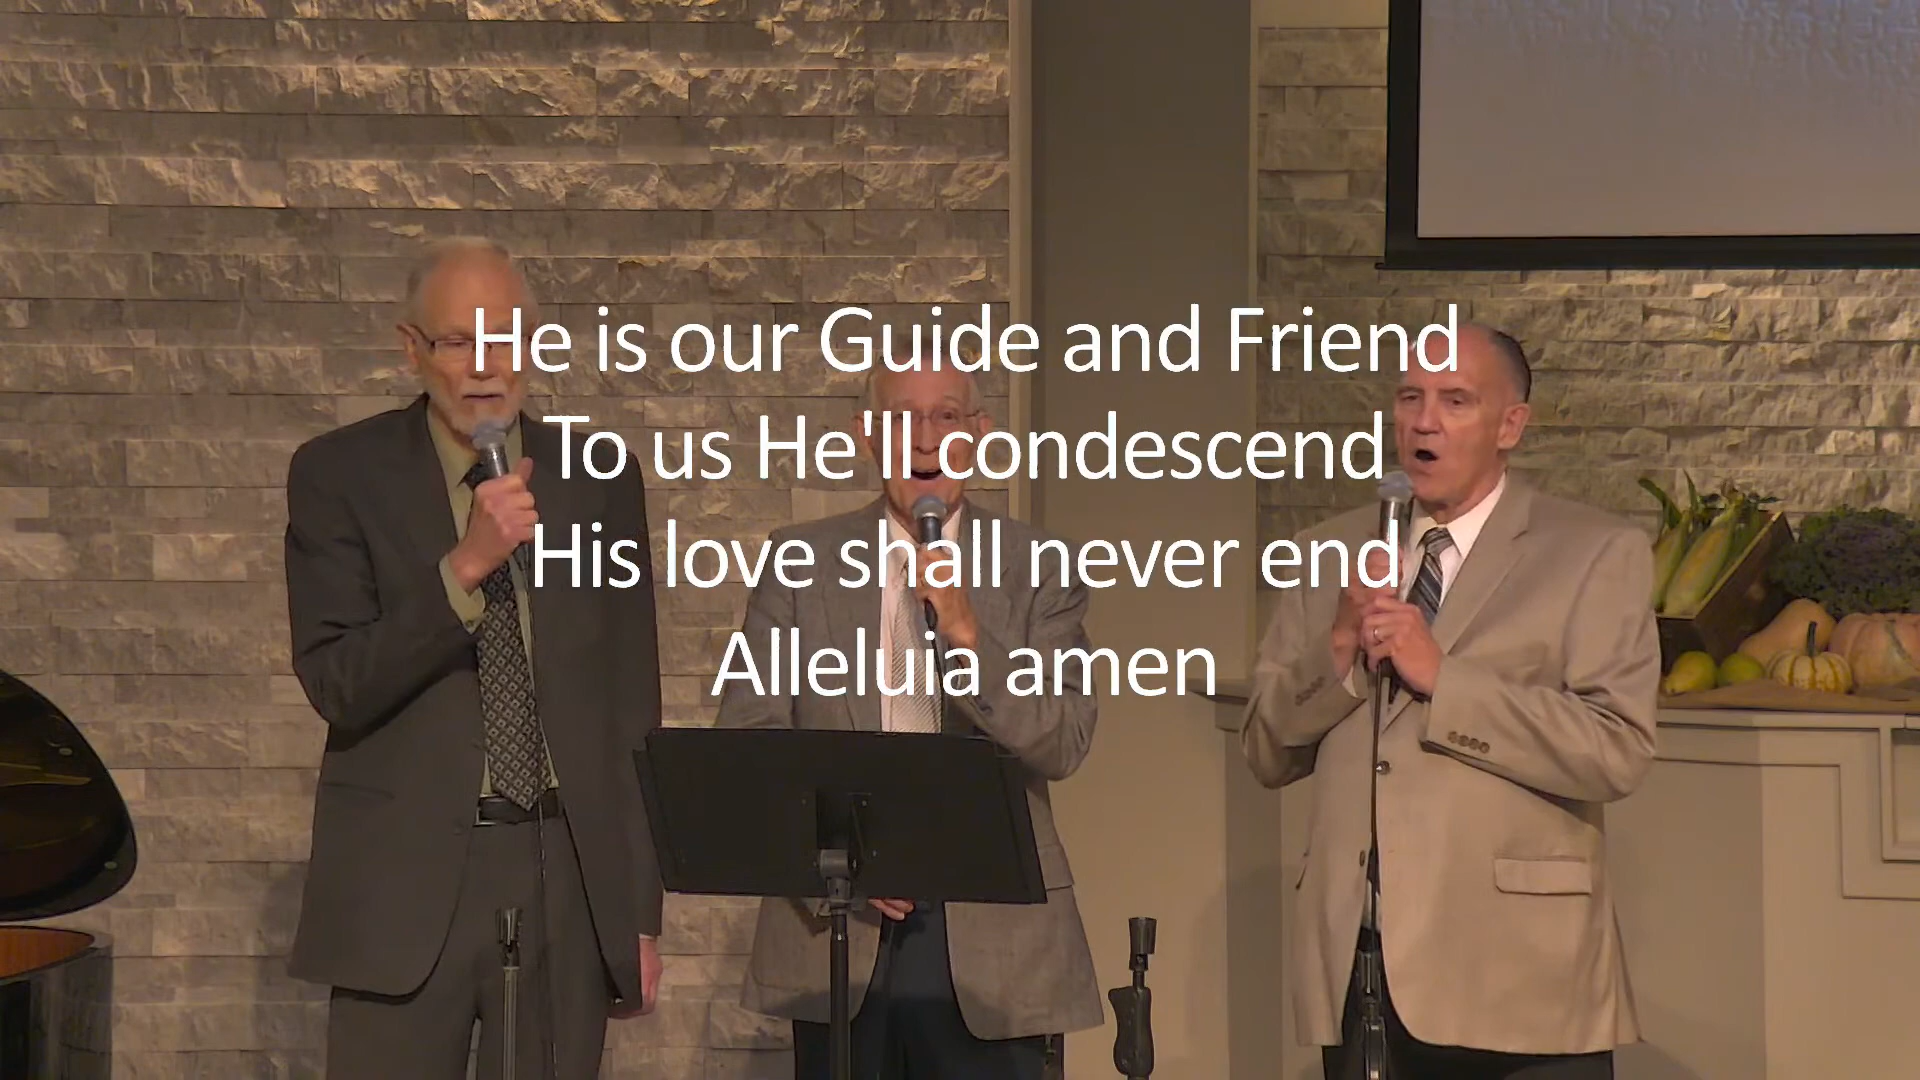 He is our Guide and Friend
To us He'll condescend
His love shall never end
Alleluia amen